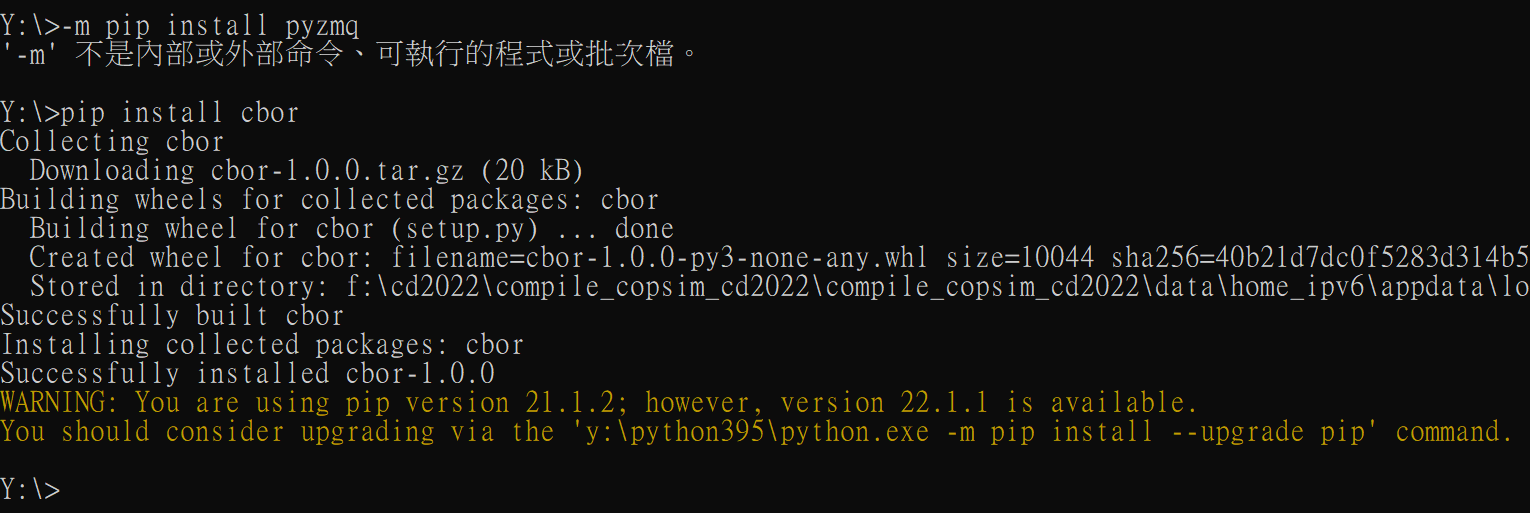 Y:\>-m pip install pyzmq
'-m' 不是內部或外部命令、可執行的程式或批次檔。
Y:\>pip install cbor
Collecting cbor
Downloading cbor-1.0.0.tar.gz (20 kB)
Building wheels for collected packages: cbor
Building wheel for cbor (setup.py) ... done
Created wheel for cbor: filename=cbor-1.0.0-py3-none-any.whl size=10044 sha256=40b21d7dc0f5283d314b5
Stored in directory: f:\cd2022\compile_copsim_cd2022\compile_copsim_cd2022\data\home_ipv6\appdata\lo
Successfully built cbor
Installing collected packages: cbor
Successfully installed cbor-1.0.0
WARNING: You are using pip version 21.1.2; however, version 22.1.1 is available.
You should consider upgrading via the 'y:\python395\python.exe -m pip install --upgrade pip' command.
Y:\>